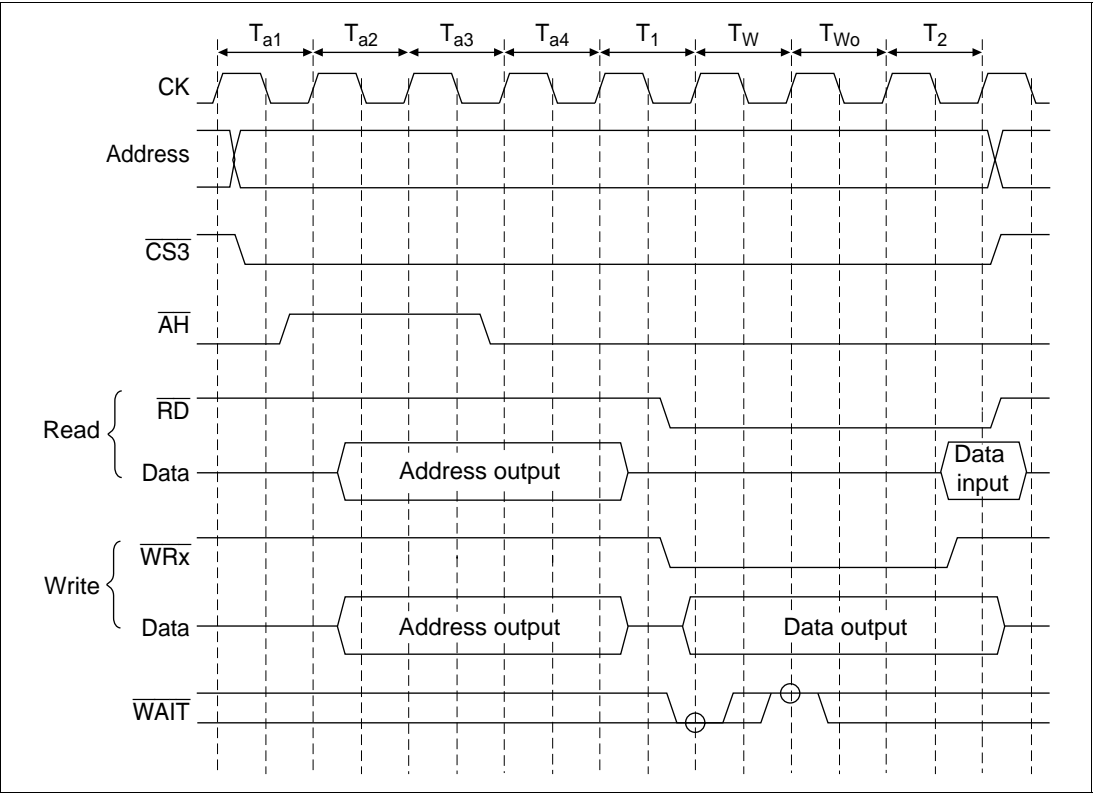 Ta1 Ta2 Ta3 Ta4 T1 TW TWo T2
CK
Address
CS3
AH
Read
RD
Data Address output Data input
Write
WRx
Data Address output Data output
WAIT